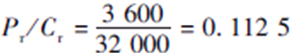 P_r/C_r = 3 600/32 000 = 0. 112 5